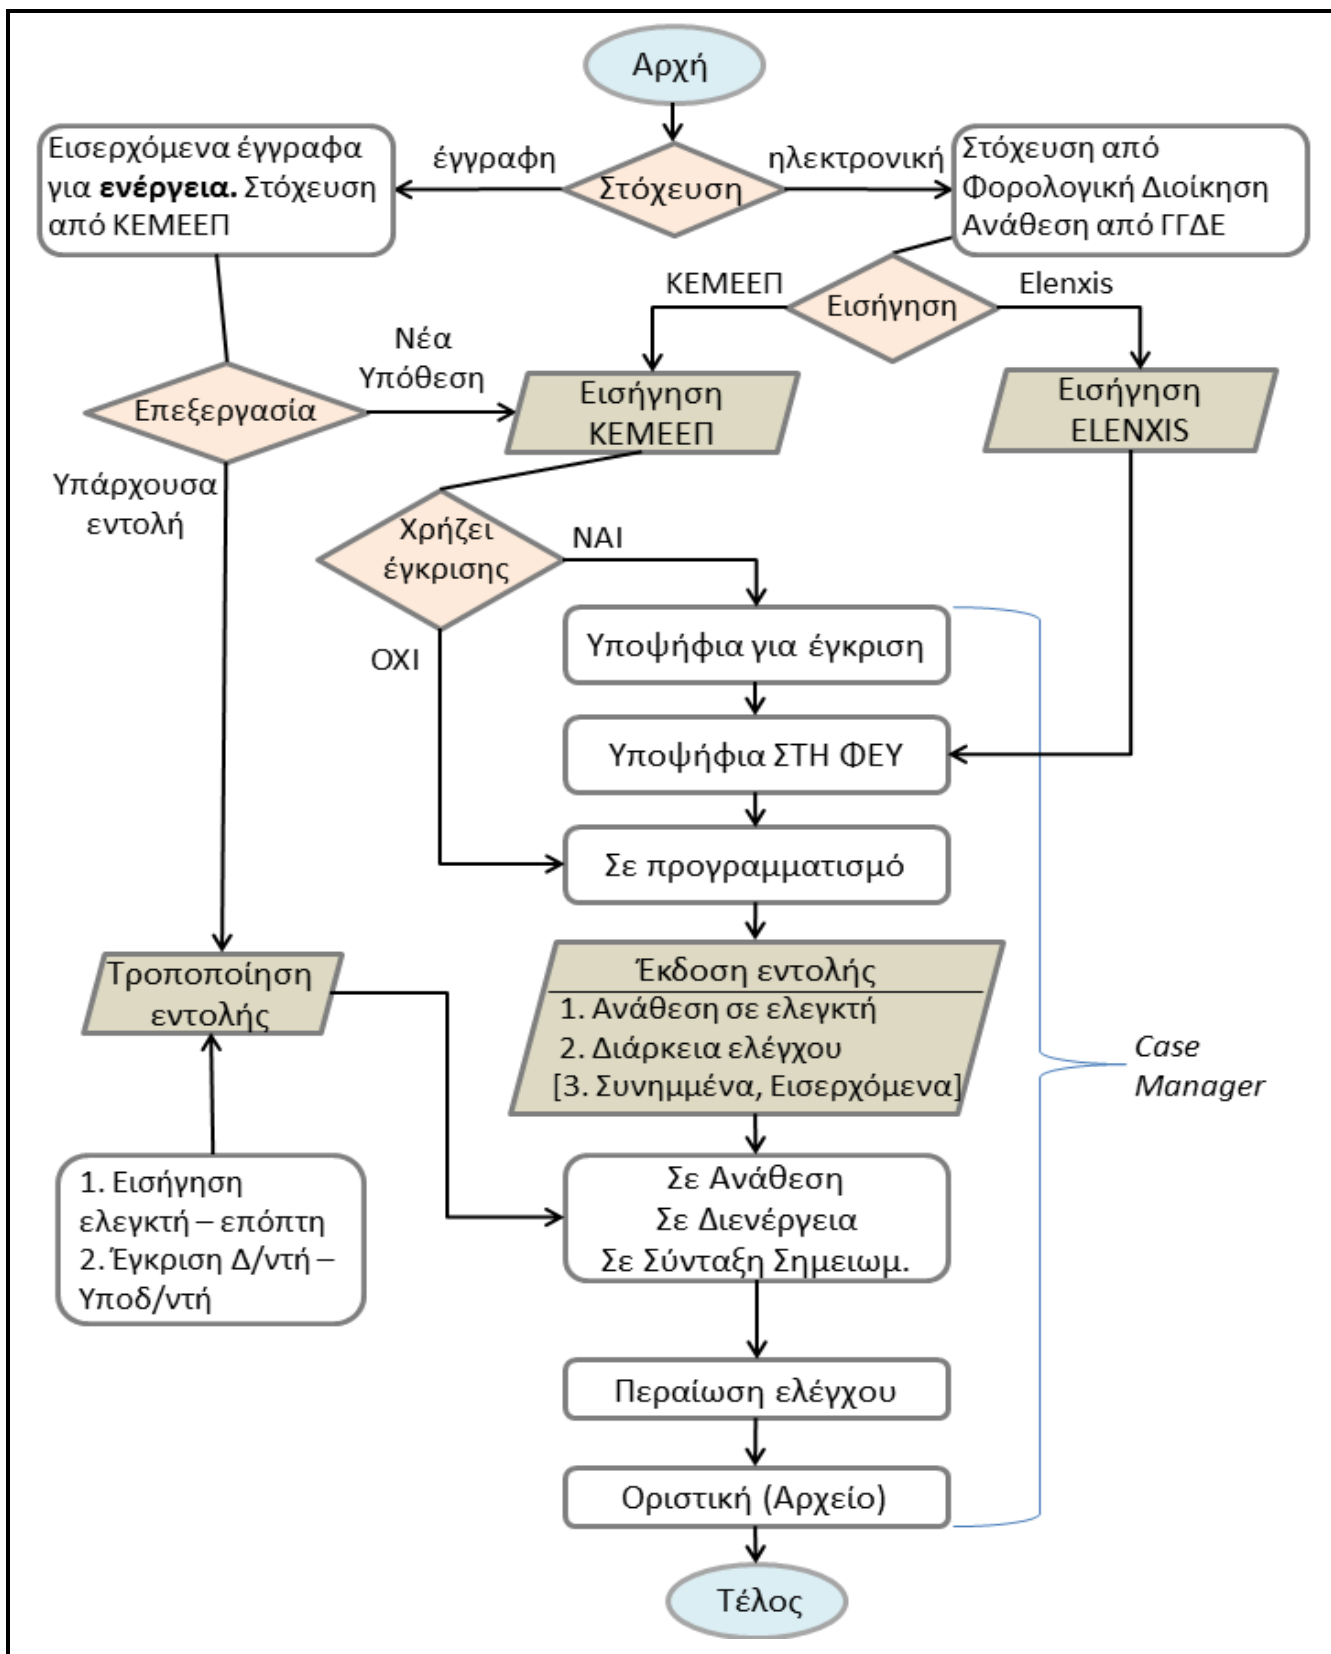 Αρχή
Εισερχόμενα έγγραφα
για ενέργεια. Στόχευση
από ΚΕΜΕΕΠ
έγγραφη
Στόχευση
ηλεκτρονική
Στόχευση από
Φορολογική Διοίκηση
Ανάθεση από ΓΓΔΕ
ΚΕΜΕΕΠ
Εισήγηση
Elenxis
Νέα
Υπόθεση
Επεξεργασία
Εισήγηση
ΚΕΜΕΕΠ
Εισήγηση
ELENXIS
Υπάρχουσα
εντολή
Χρήζει
έγκρισης
ΝΑΙ
ΟΧΙ
Υποψήφια για έγκριση
Υποψήφια ΣΤΗ ΦΕΥ
Σε προγραμματισμό
Τροποποίηση
εντολής
Έκδοση εντολής
1. Ανάθεση σε ελεγκτή
2. Διάρκεια ελέγχου
[3. Συνημμένα, Εισερχόμενα]
Case
Manager
1. Εισήγηση
ελεγκτή – επόπτη
2. Έγκριση Δ/ντή –
Υποδ/ντή
Σε Ανάθεση
Σε Διενέργεια
Σε Σύνταξη Σημειωμ.
Περαίωση ελέγχου
Οριστική (Αρχείο)
Τέλος